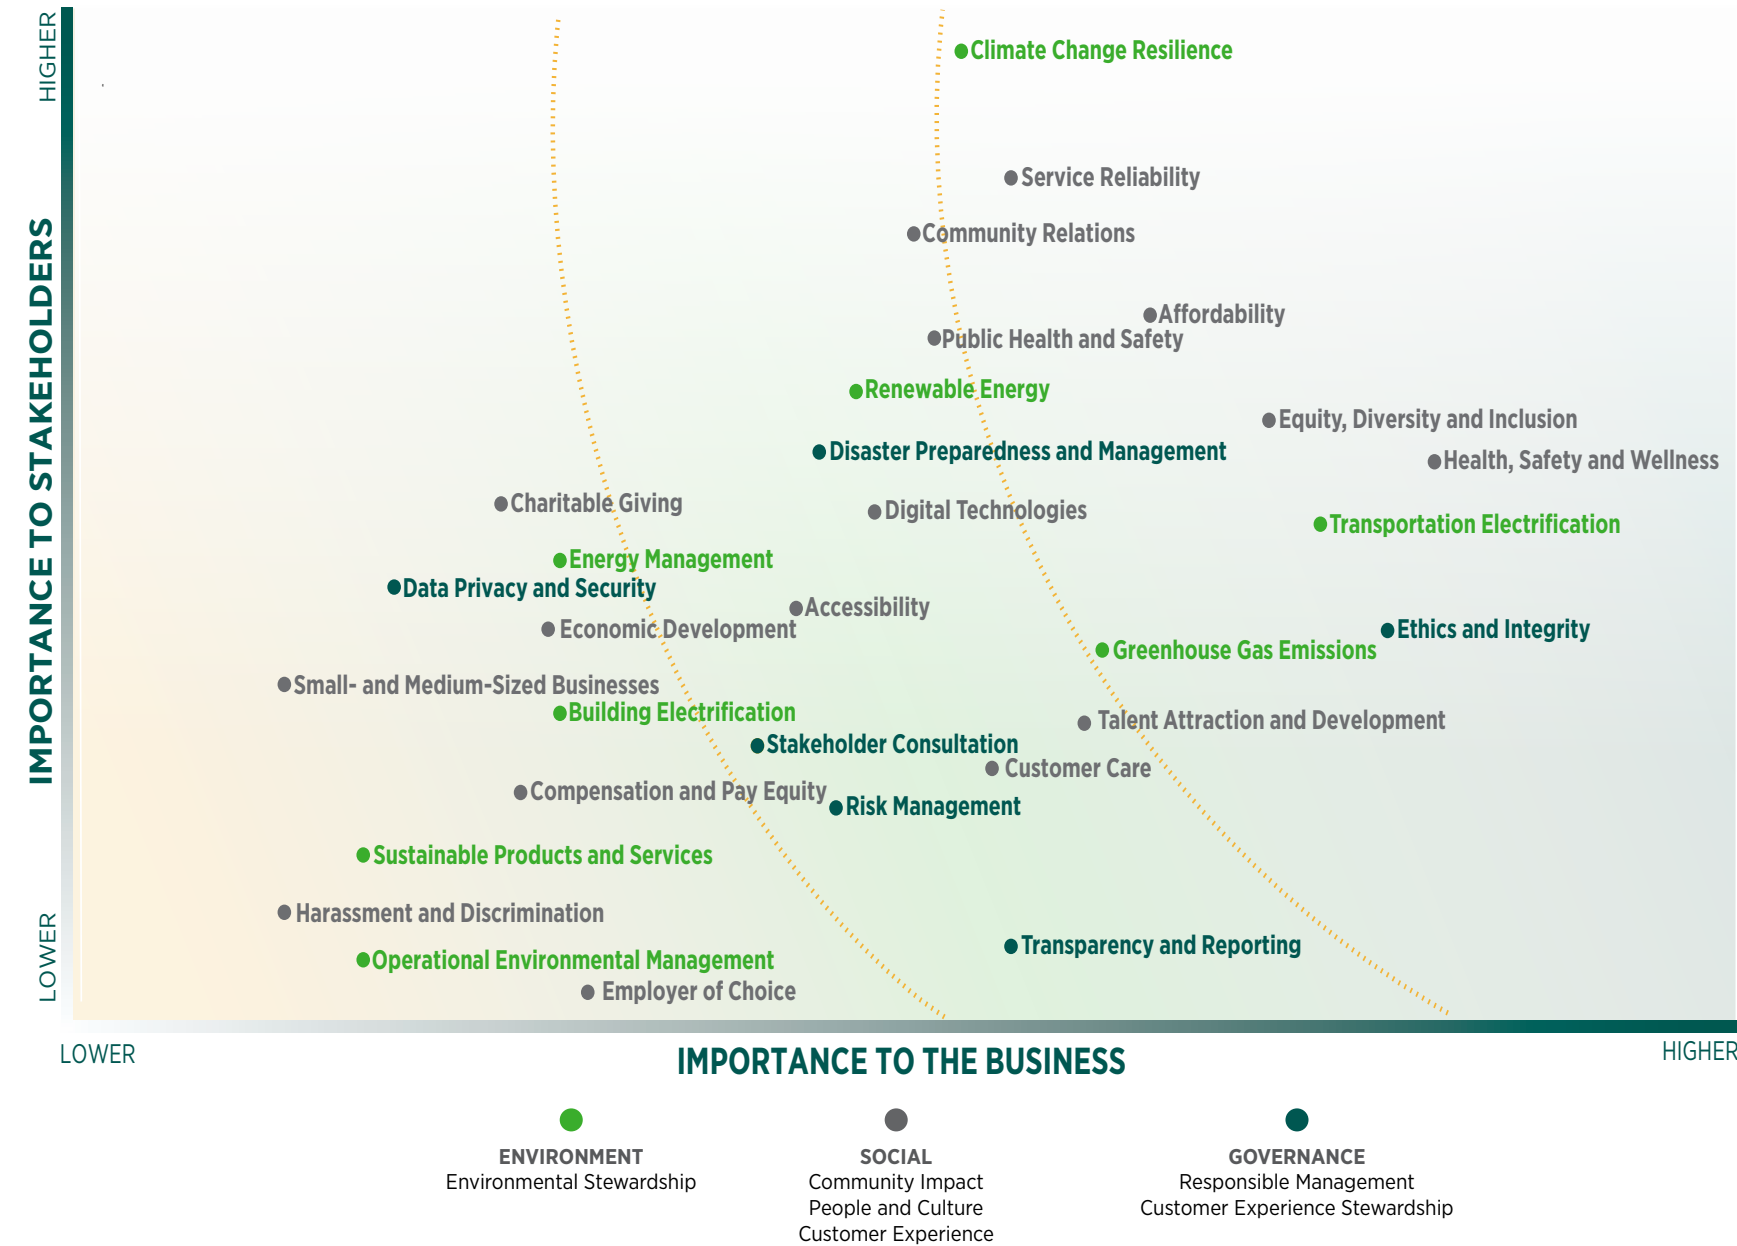 HIGHER
Climate Change Resilience
Service Reliability
Community Relations
Affordability
Public Health and Safety
Renewable Energy
Equity, Diversity and Inclusion
Disaster Preparedness and Management
Health, Safety and Wellness
Charitable Giving
Digital Technologies
Transportation Electrification
Energy Management
Data Privacy and Security
Accessibility
Economic Development
Ethics and Integrity
Greenhouse Gas Emissions
Small- and Medium-Sized Businesses
Building Electrification
Talent Attraction and Development
Stakeholder Consultation
Customer Care
Compensation and Pay Equity
Risk Management
Sustainable Products and Services
Harassment and Discrimination
Transparency and Reporting
Operational Environmental Management
Employer of Choice
IMPORTANCE TO STAKEHOLDERS
LOWER
LOWER
IMPORTANCE TO THE BUSINESS
HIGHER
ENVIRONMENT
Environmental Stewardship
SOCIAL
Community Impact
People and Culture
Customer Experience
GOVERNANCE
Responsible Management
Customer Experience Stewardship